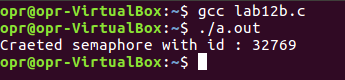 opr@opr-VirtualBox:~$ gcc lab12b.c
opr@opr-VirtualBox:~$ ./a.out
Craeted semaphore with id : 32769
opr@opr-VirtualBox:~$